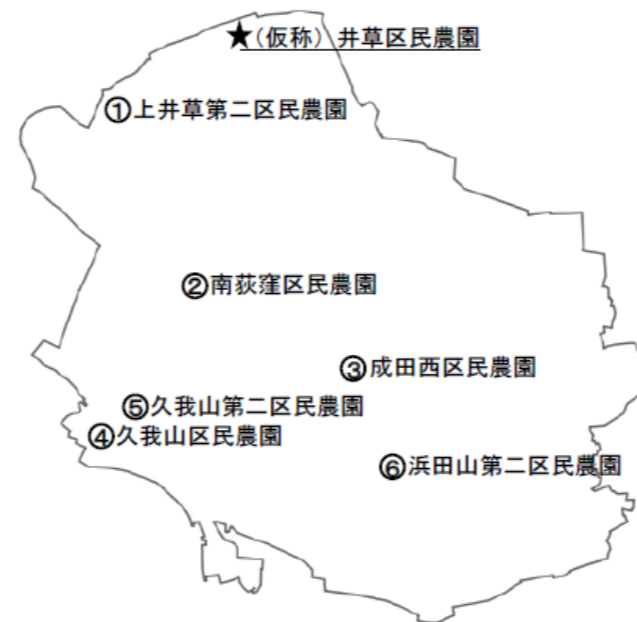 ★(仮称)井草区民農園
①上井草第二区民農園
②南荻窪区民農園
③成田西区民農園
⑤久我山第二区民農園
④久我山区民農園
⑥浜田山第二区民農園